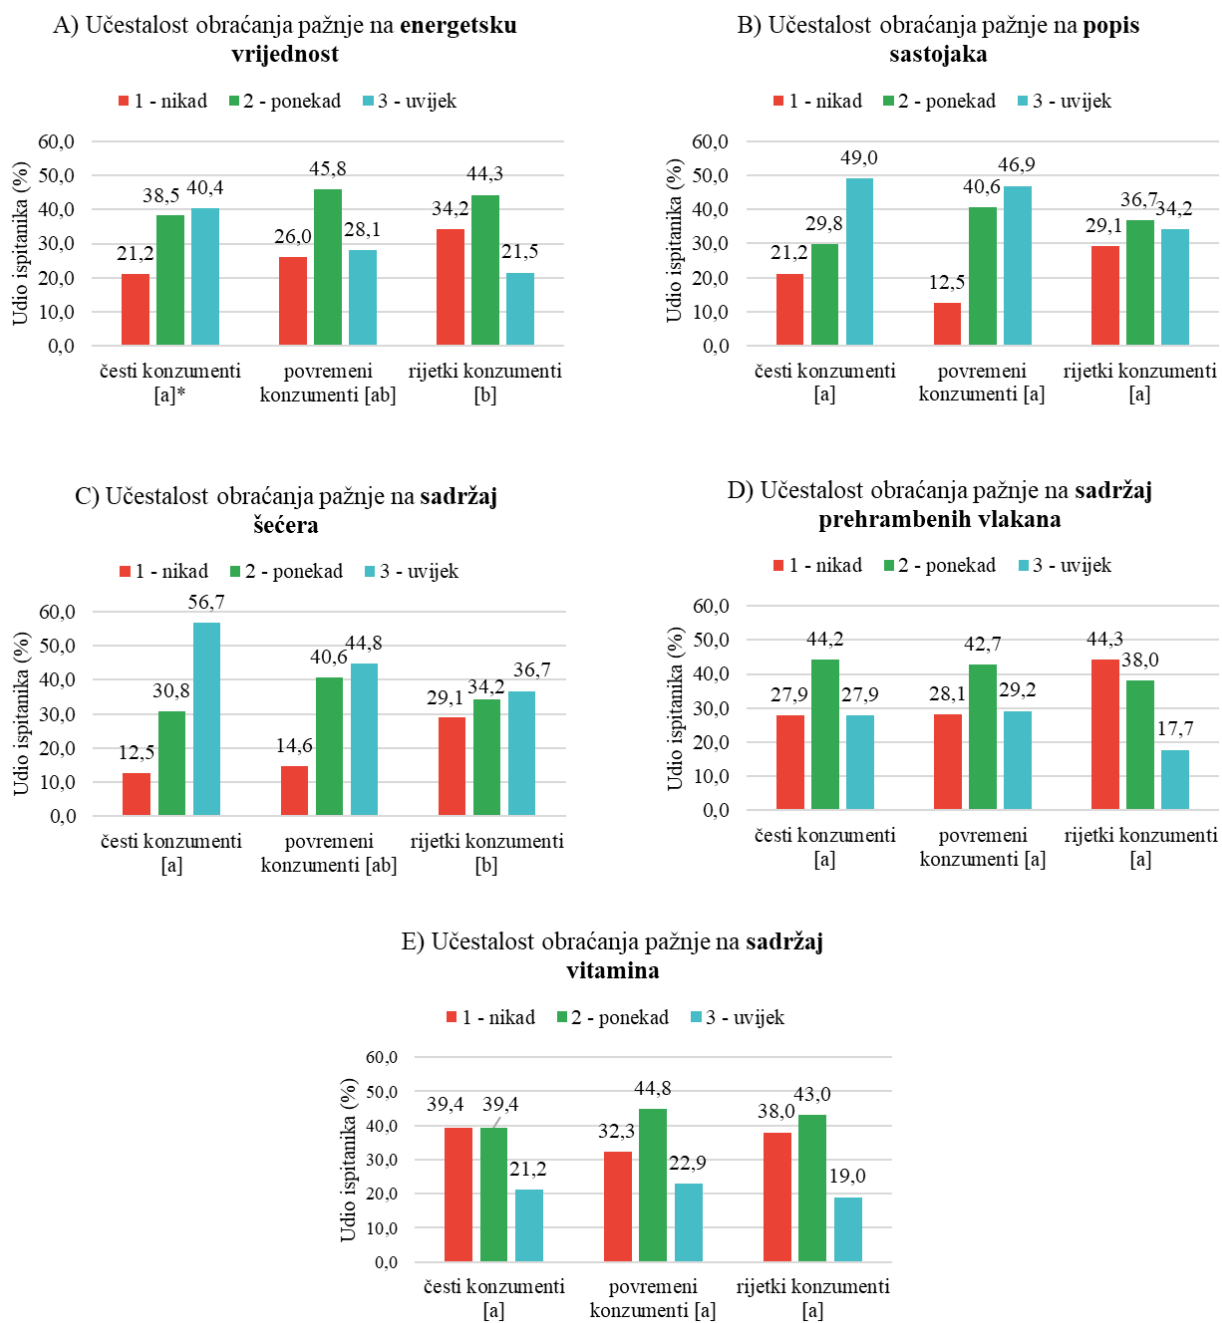 A) Učestalost obraćanja pažnje na energetsku
vrijednost
1 - nikad 2 - ponekad 3 - uvijek
Udio ispitanika (%)
60,0
50,0
40,0
30,0
20,0
10,0
0,0
21,2 38,5 40,4
26,0 45,8 28,1
34,2 44,3 21,5
česti konzumenti
[a]*
povremeni
konzumenti [ab]
rijetki konzumenti
[b]
B) Učestalost obraćanja pažnje na popis
sastojaka
1 - nikad 2 - ponekad 3 - uvijek
Udio ispitanika (%)
60,0
50,0
40,0
30,0
20,0
10,0
0,0
21,2 29,8 49,0
12,5 40,6 46,9
29,1 36,7 34,2
česti konzumenti
[a]
povremeni
konzumenti [a]
rijetki konzumenti
[a]
C) Učestalost obraćanja pažnje na sadržaj
šećera
1 - nikad 2 - ponekad 3 - uvijek
Udio ispitanika (%)
60,0
50,0
40,0
30,0
20,0
10,0
0,0
12,5 30,8 56,7
14,6 40,6 44,8
29,1 34,2 36,7
česti konzumenti
[a]
povremeni
konzumenti [ab]
rijetki konzumenti
[b]
D) Učestalost obraćanja pažnje na sadržaj
prehrambenih vlakana
1 - nikad 2 - ponekad 3 - uvijek
Udio ispitanika (%)
60,0
50,0
40,0
30,0
20,0
10,0
0,0
27,9 44,2 27,9
28,1 42,7 29,2
44,3 38,0 17,7
česti konzumenti
[a]
povremeni
konzumenti [a]
rijetki konzumenti
[a]
E) Učestalost obraćanja pažnje na sadržaj
vitamina
1 - nikad 2 - ponekad 3 - uvijek
Udio ispitanika (%)
60,0
50,0
40,0
30,0
20,0
10,0
0,0
39,4 39,4 21,2
32,3 44,8 22,9
38,0 43,0 19,0
česti konzumenti
[a]
povremeni
konzumenti [a]
rijetki konzumenti
[a]